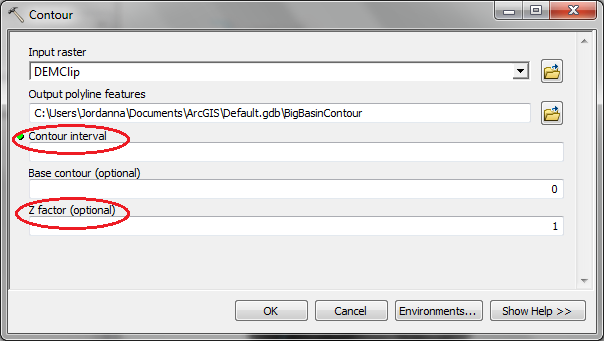 Contour
Input raster
DEMClip
Output polyline features
C:\Users\Jordanna\Documents\ArcGIS\Default.gdb\BigBasinContour
Contour interval
Base contour (optional)
0
Z factor (optional)
1
OK Cancel Environments... Show Help >>